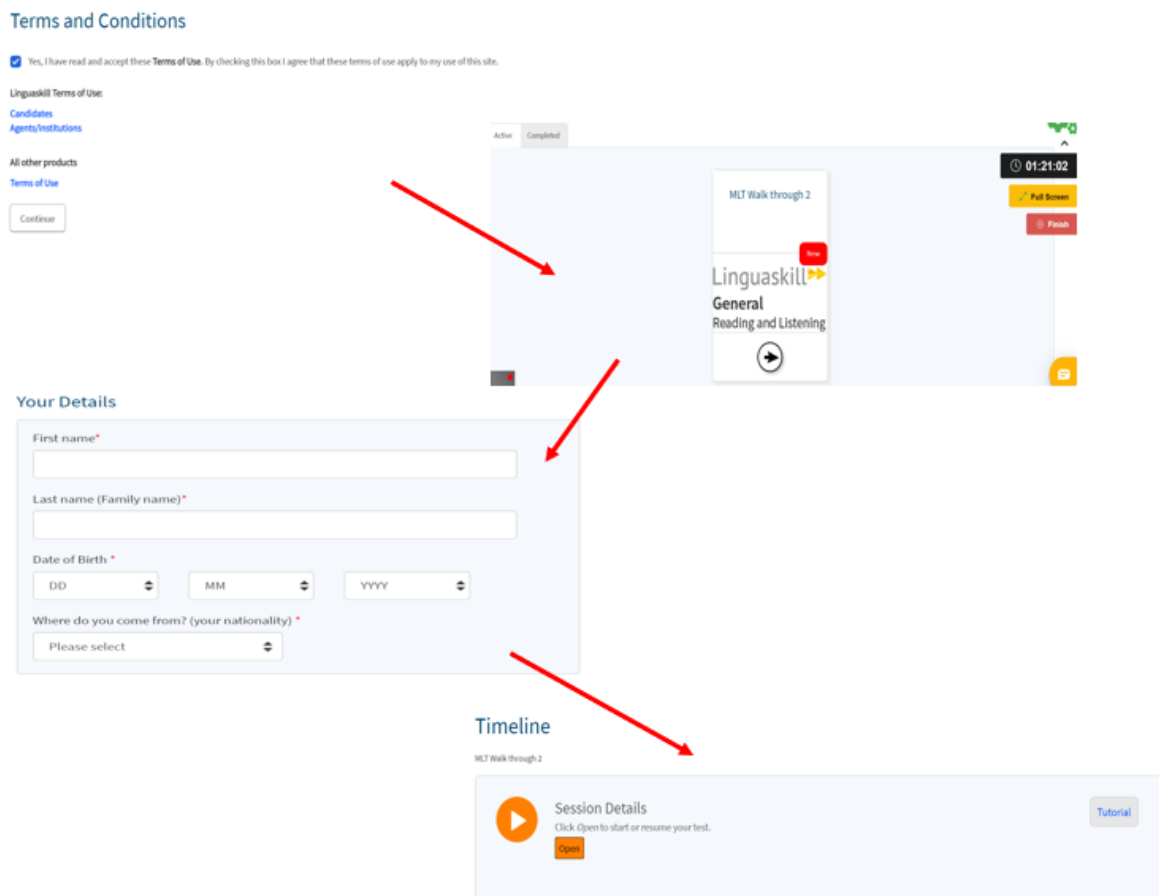 Terms and Conditions
Yes, I have read and accept these Terms of Use. By checking this box I agree that these terms of use apply to my use of this site.
Linguaskill Terms of Use:
Candidates
Agents/Institutions
All other products
Terms of Use
Continue
Active Completed
01:21:02
Full Screen
Finish
MLT Walk through 2
New
Linguaskill
General
Reading and Listening
Your Details
First name*
Last name (Family name)*
Date of Birth *
DD MM YYYY
Where do you come from? (your nationality) *
Please select
Timeline
MLT Walk through 2
Session Details
Click Open to start or resume your test.
Open
Tutorial